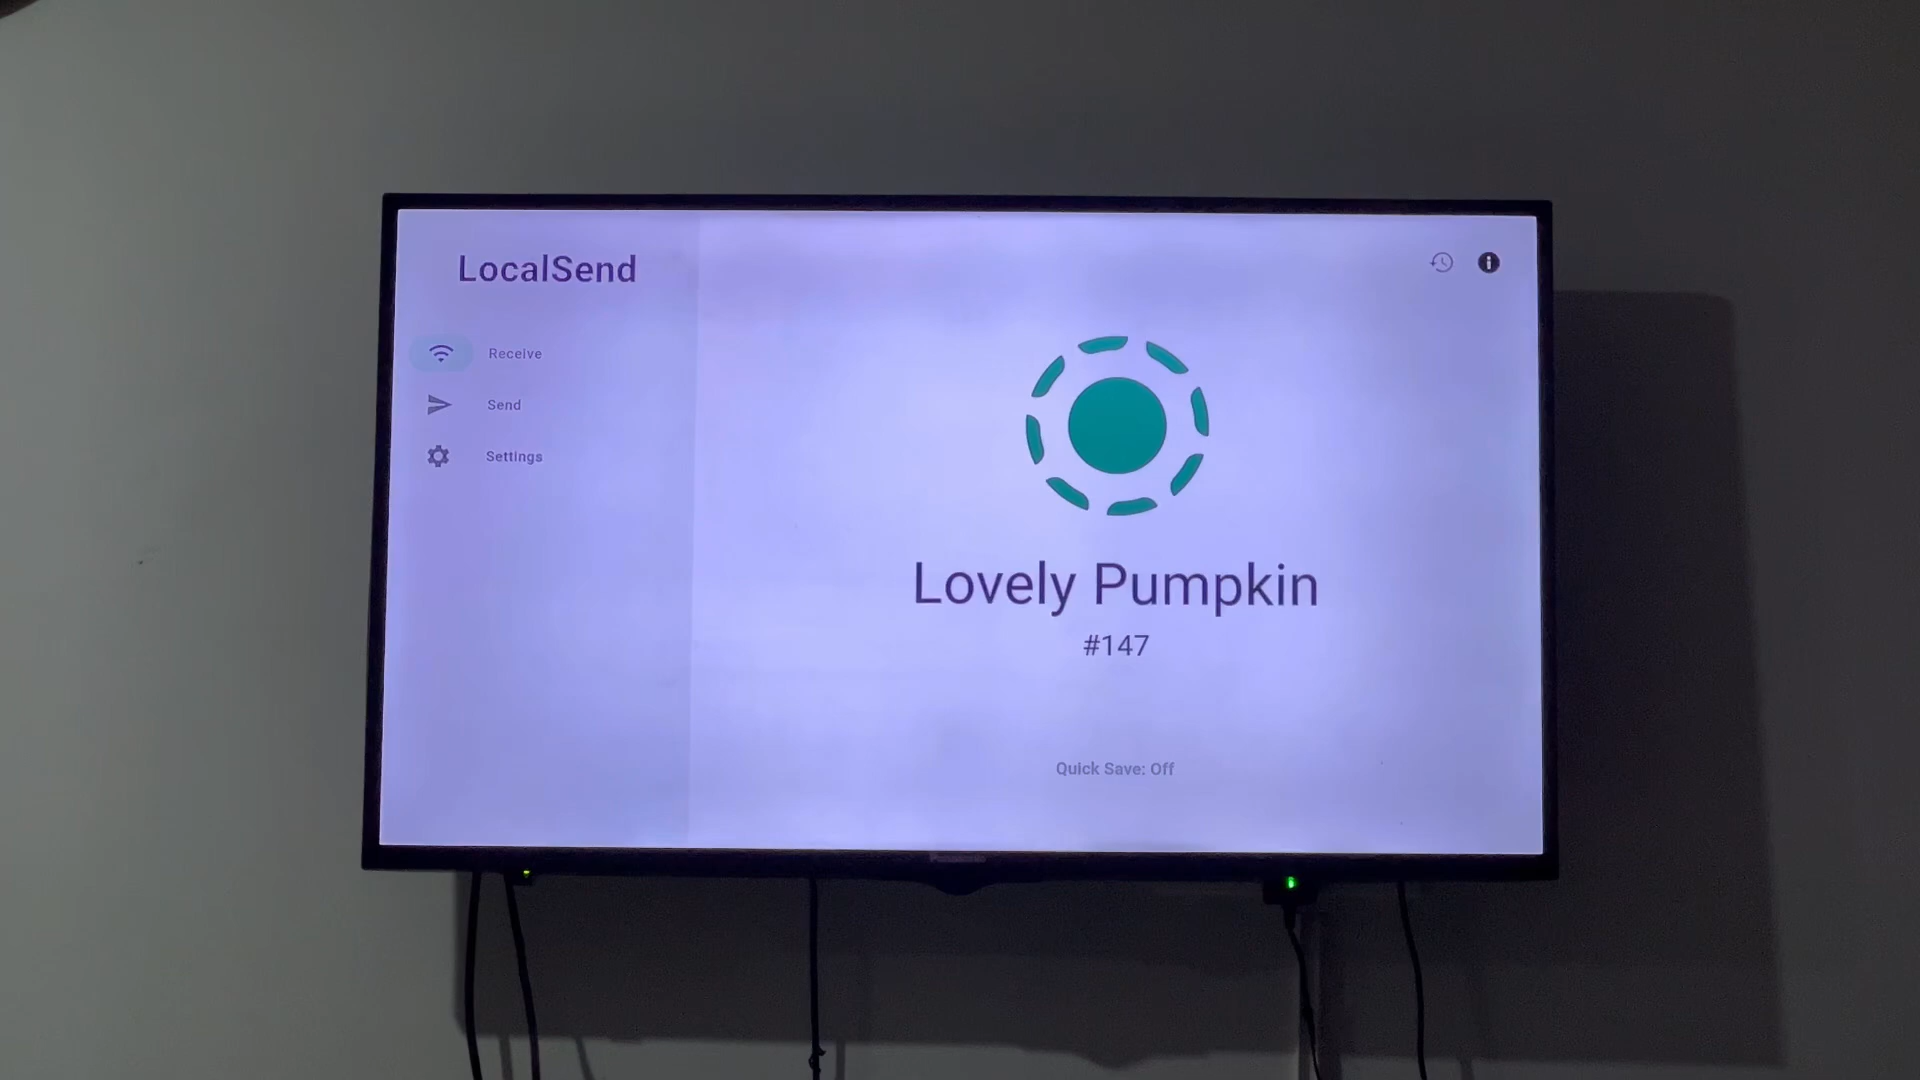 LocalSend
Receive
Send
Settings
Lovely Pumpkin
#147
Quick Save: Off